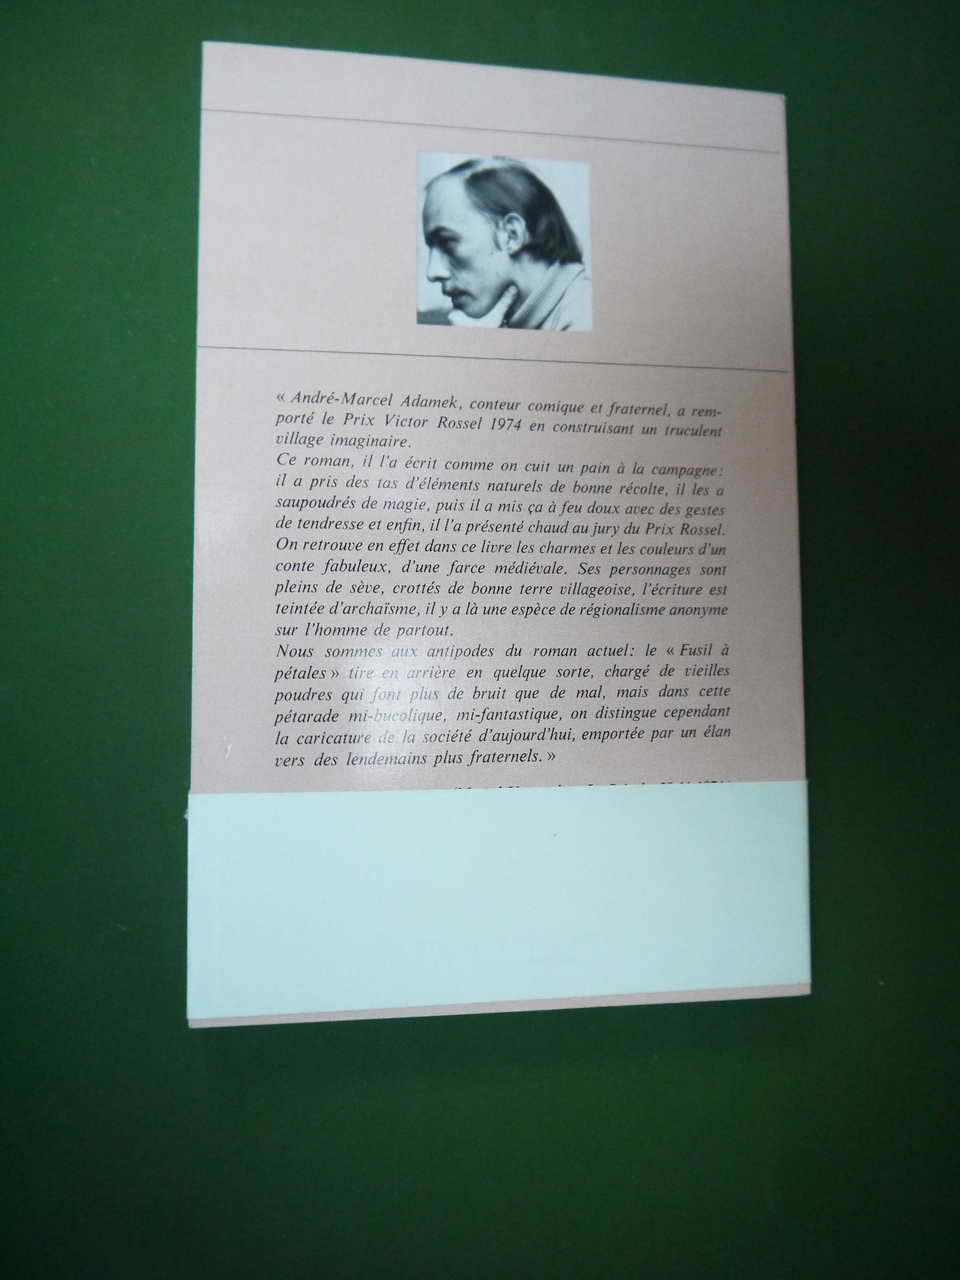 « André-Marcel Adamek, conteur comique et fraternel, a rem-
porté le Prix Victor Rossel 1974 en construisant un truculent
village imaginaire.
Ce roman, il l'a écrit comme on cuit un pain à la campagne:
il a pris des tas d'éléments naturels de bonne récolte, il les a
saupoudrés de magie, puis il a mis ça à feu doux avec des gestes
de tendresse et enfin, il l'a présenté chaud au jury du Prix Rossel.
On retrouve en effet dans ce livre les charmes et les couleurs d'un
conte fabuleux, d'une farce médiévale. Ses personnages sont
pleins de sève, crottés de bonne terre villageoise, l'écriture est
teintée d'archaïsme, il y a là une espèce de régionalisme anonyme
sur l'homme de partout.
Nous sommes aux antipodes du roman actuel: le « Fusil à
pétales » tire en arrière en quelque sorte, chargé de vieilles
poudres qui font plus de bruit que de mal, mais dans cette
pétarade mi-bucolique, mi-fantastique, on distingue cependant
la caricature de la société d'aujourd'hui, emportée par un élan
vers des lendemains plus fraternels. »